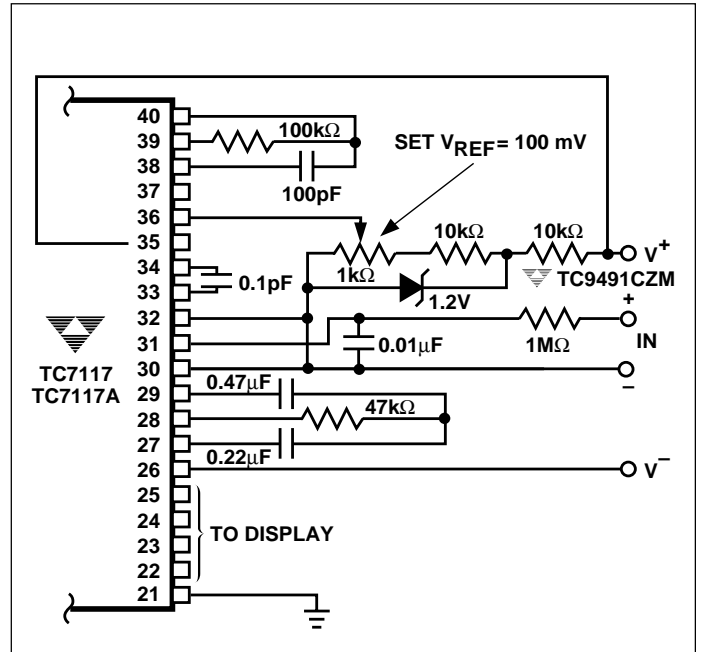 40
39
100kΩ
SET VREF = 100 mV
38
100pF
37
36
10kΩ
10kΩ
35
V+
34
0.1pF
1kΩ
TC9491CZM
33
1.2V
+
32
31
0.01μF
1MΩ
IN
TC7117
TC7117A
30
–
29
0.47μF
28
47kΩ
27
0.22μF
26
V–
25
24
TO DISPLAY
23
22
21